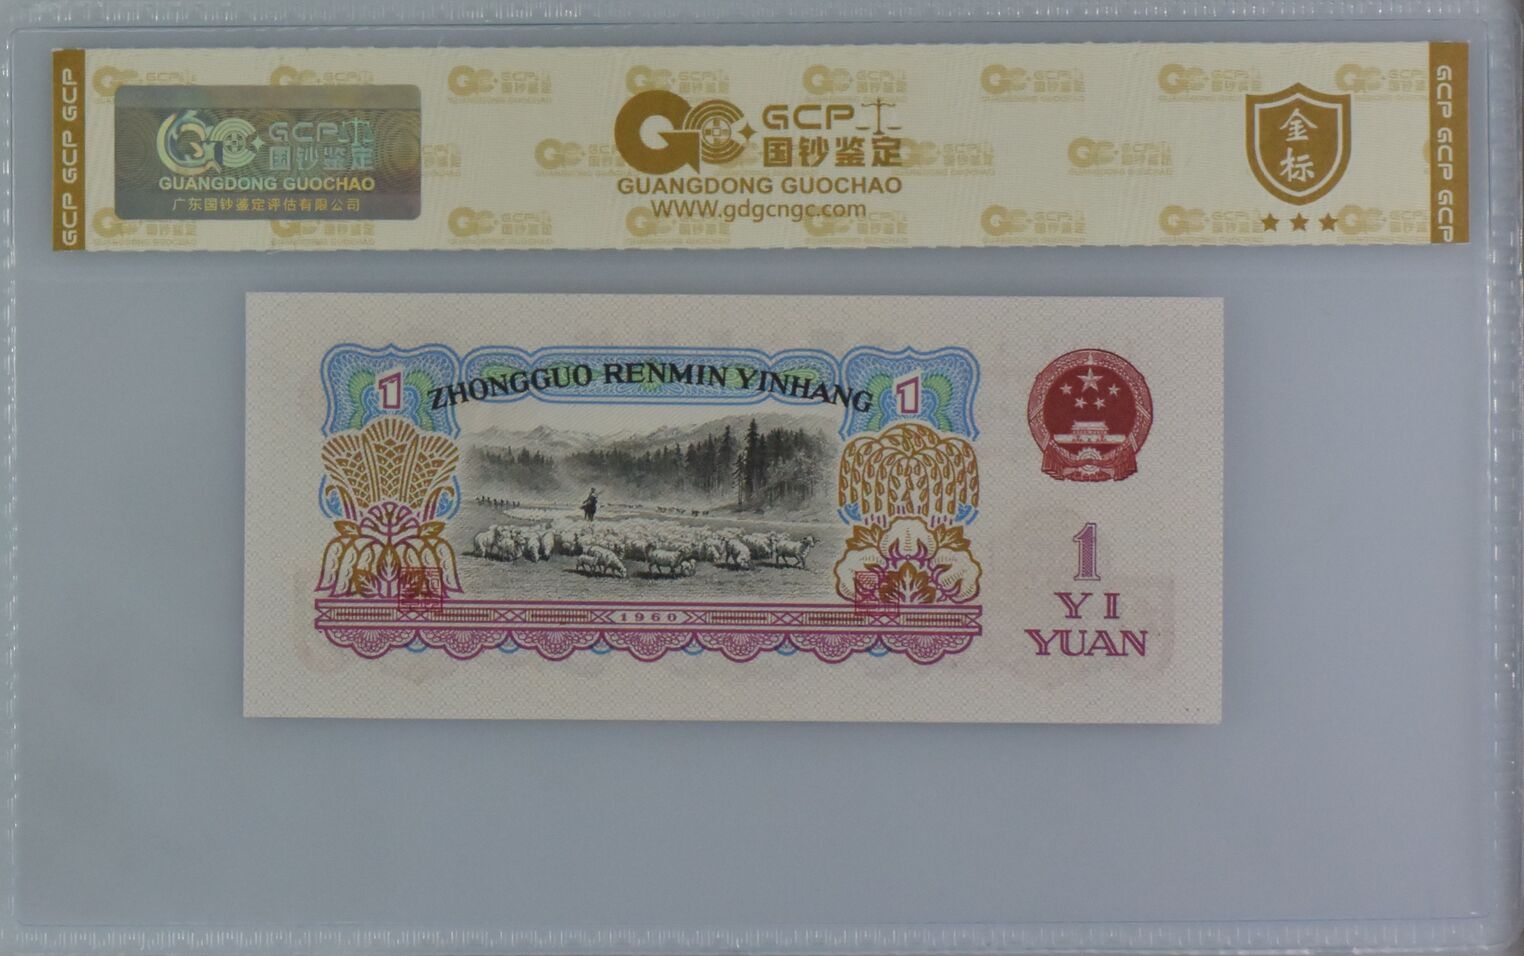 GCP GCP GCP
GCP
国钞鉴定
GUANGDONG GUOCHAO
广东国钞鉴定评估有限公司
GCP
国钞鉴定
GUANGDONG GUOCHAO
WWW.gdgcngc.com
金标
GCP GCP GCP
1
ZHONGGUO RENMIN YINHANG
1
1960
1
YI
YUAN